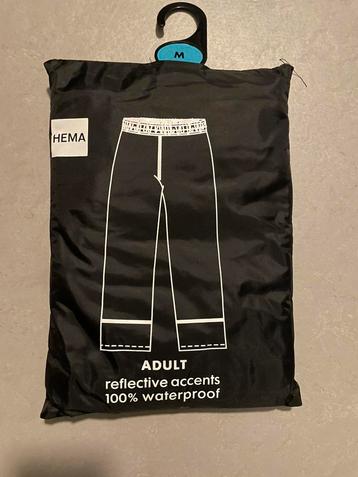 M
HEMA
ADULT
reflective accents
100% waterproof